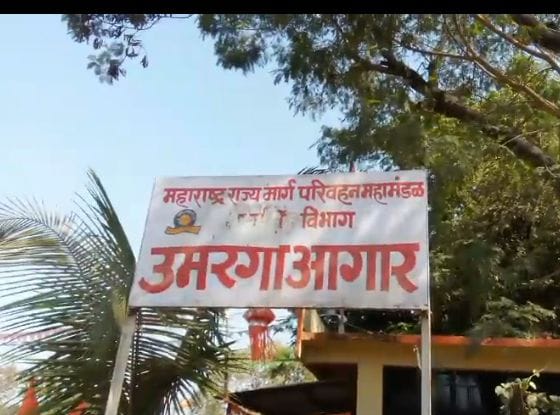 महाराष्ट्र राज्य मार्ग परिवहन महामंडळ
विभाग
उमरगा आगार